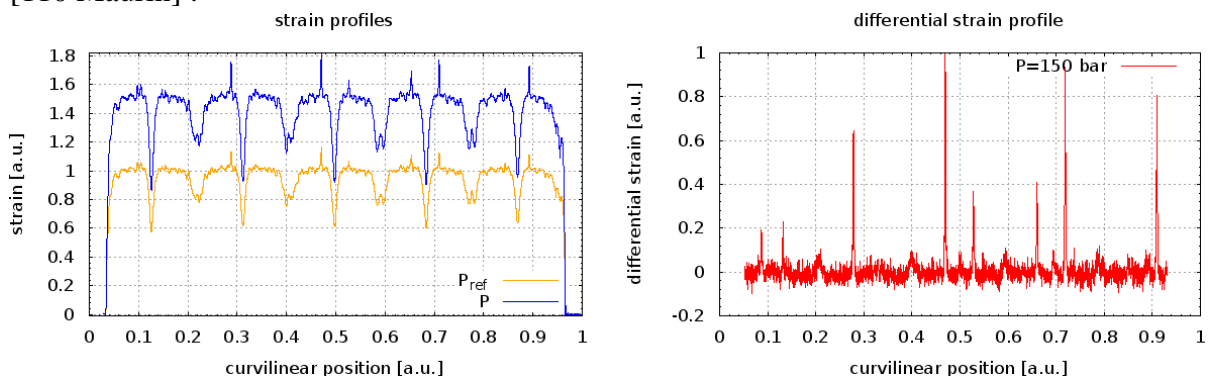 [110-Maurin] .
strain profiles
1.8
1.6
1.4
1.2
1
0.8
0.6
0.4
0.2
0
strain [a.u.]
P_ref
P
0 0.1 0.2 0.3 0.4 0.5 0.6 0.7 0.8 0.9 1
curvilinear position [a.u.]
differential strain profile
1
0.8
0.6
0.4
0.2
0
-0.2
differential strain [a.u.]
P=150 bar
0 0.1 0.2 0.3 0.4 0.5 0.6 0.7 0.8 0.9 1
curvilinear position [a.u.]